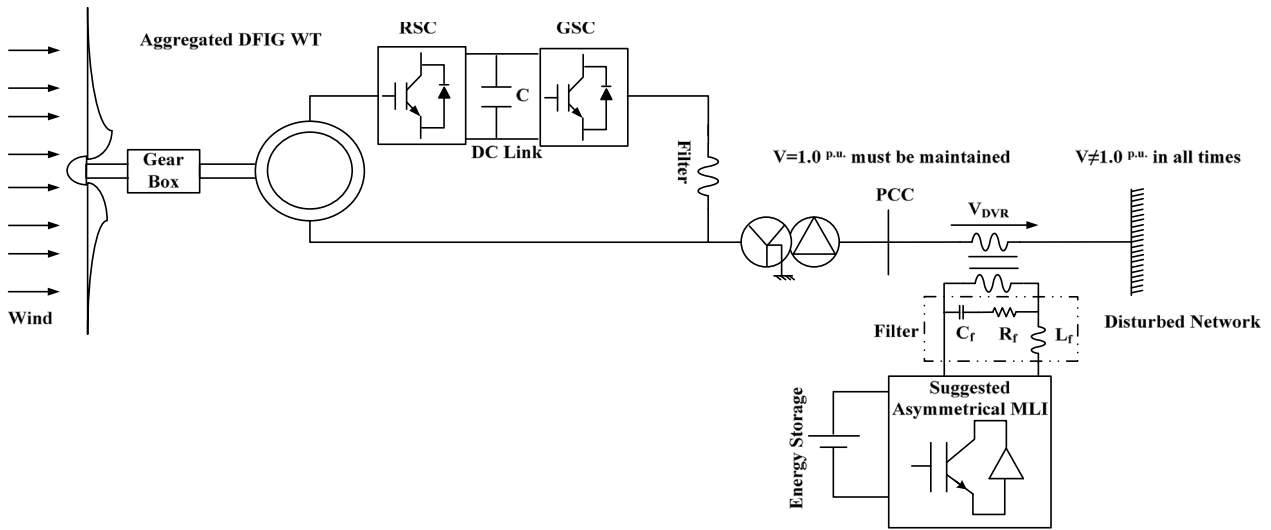 Aggregated DFIG WT
RSC
GSC
C
DC Link
Gear
Box
Filter
V=1.0 p.u. must be maintained
V≠1.0 p.u. in all times
PCC
VDVR
Wind
Filter
Cf
Rf
Lf
Disturbed Network
Suggested
Asymmetrical MLI
Energy Storage